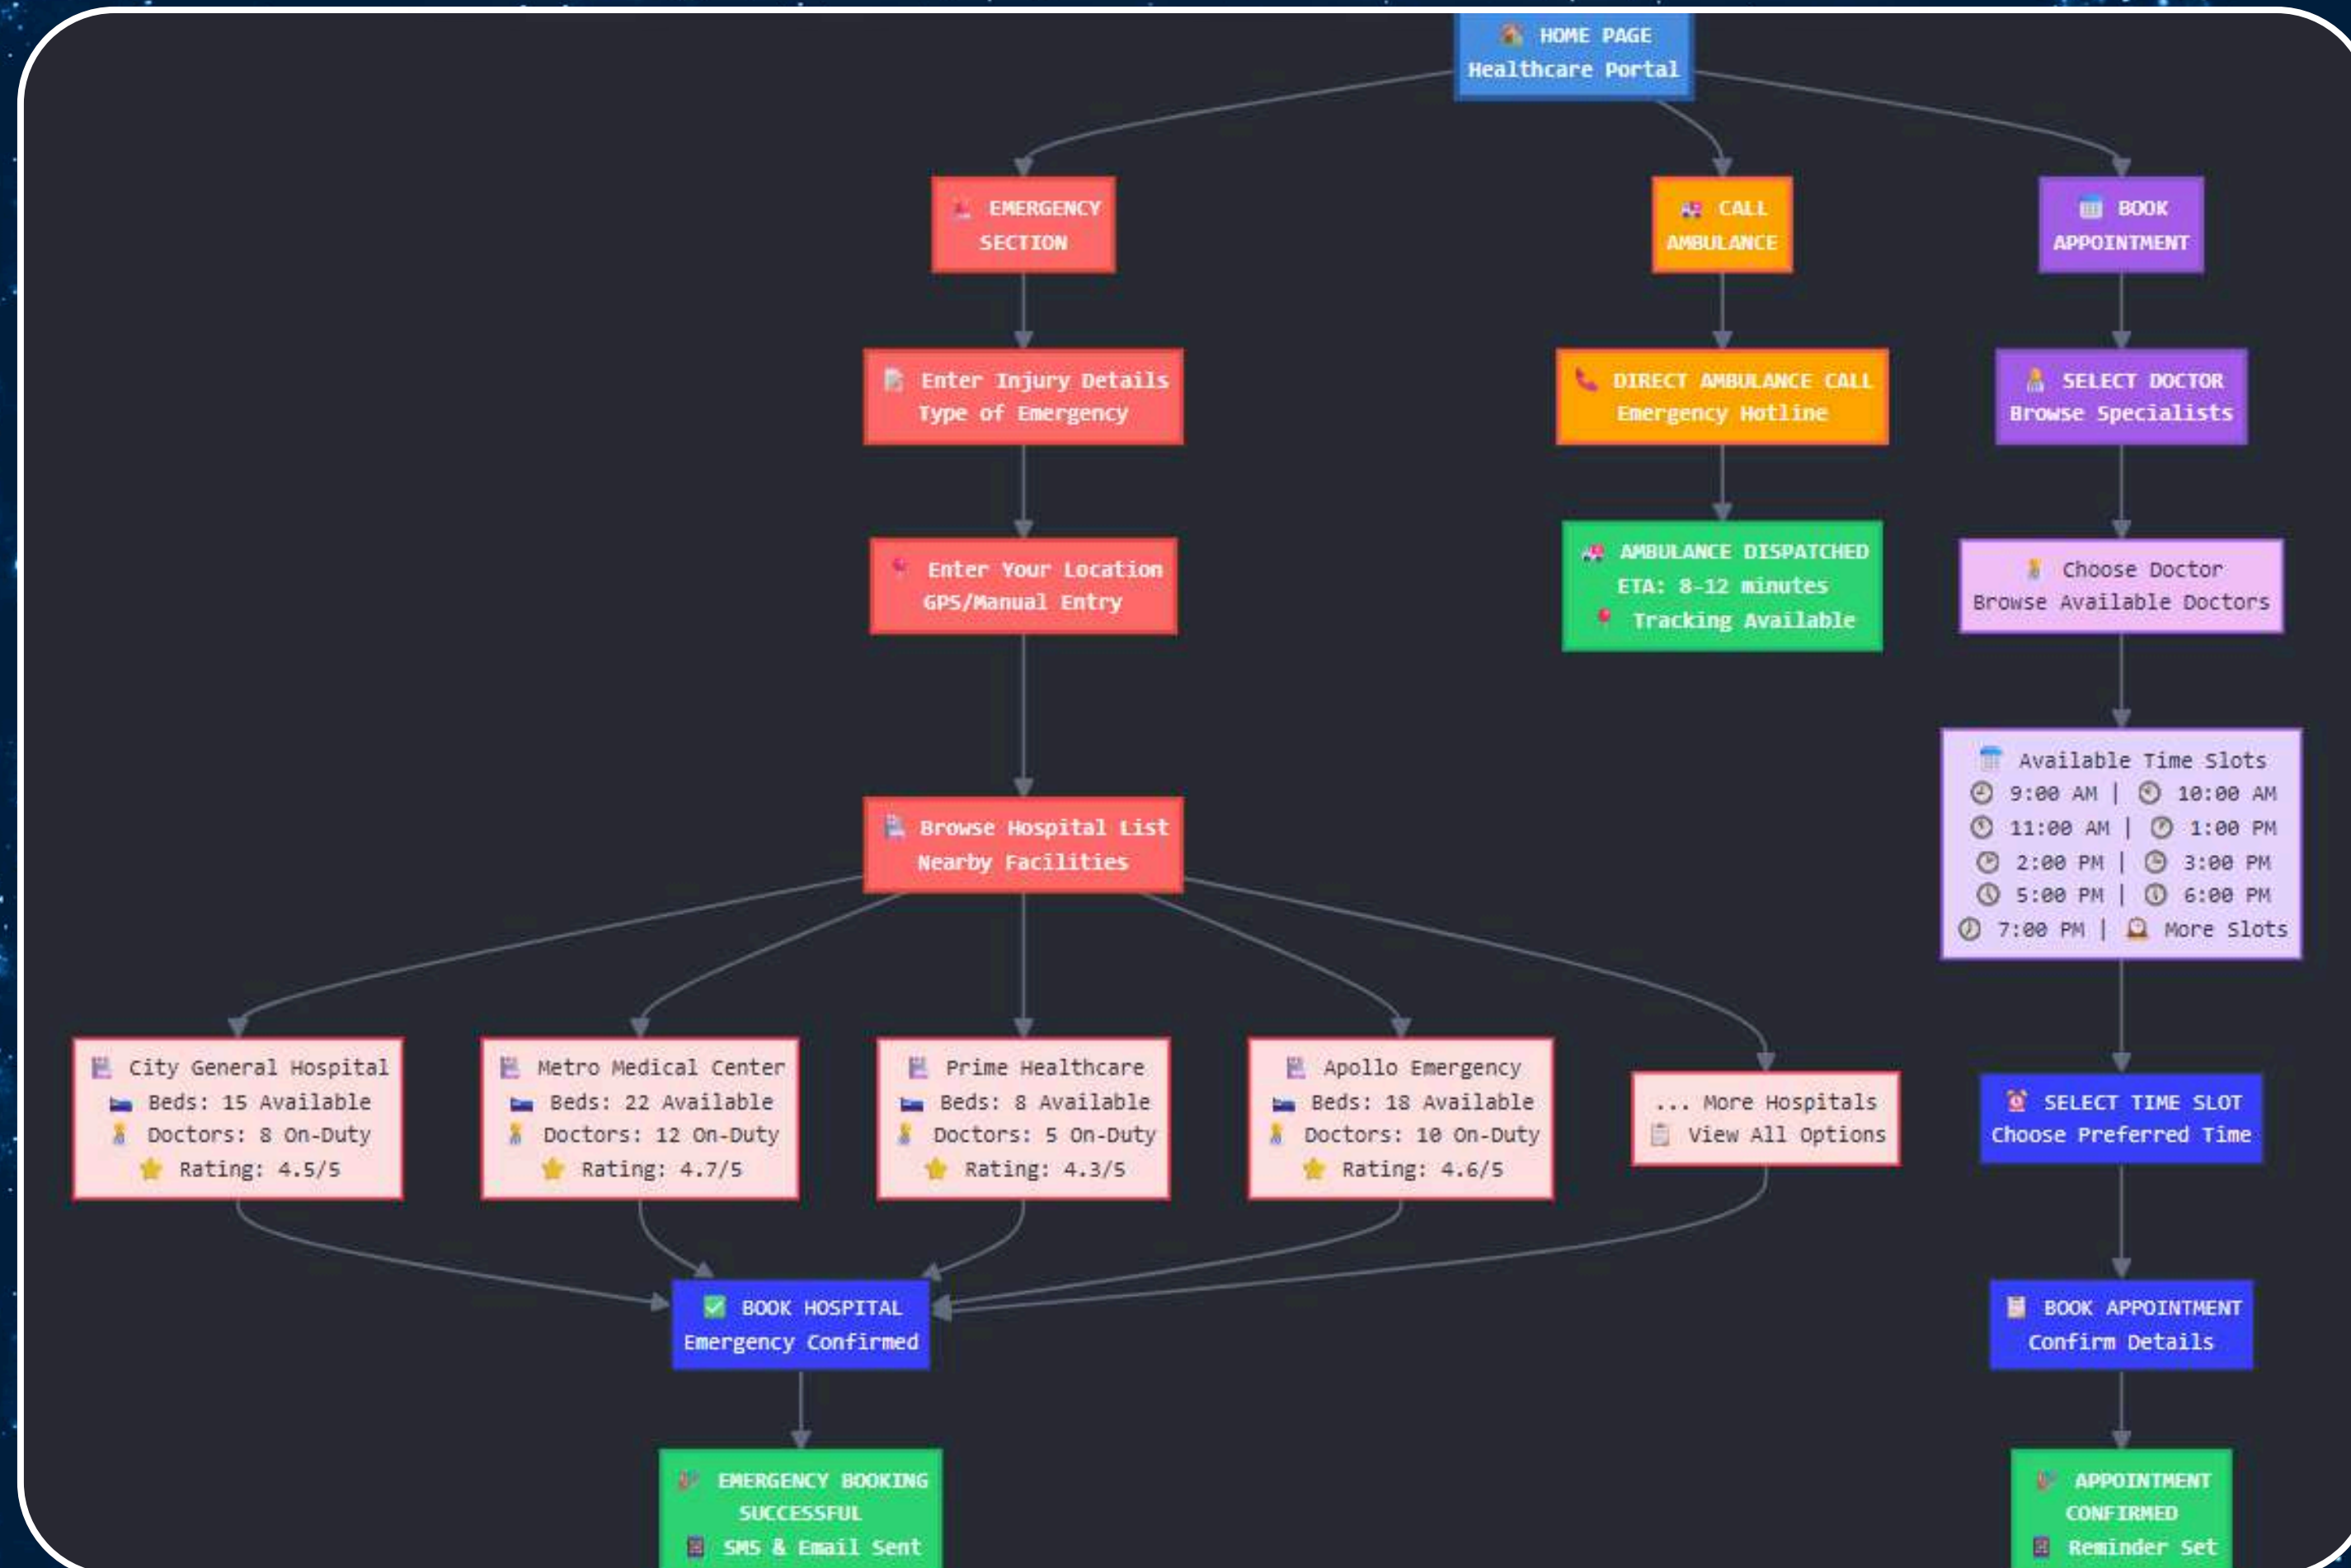 HOME PAGE
Healthcare Portal
EMERGENCY
SECTION
CALL
AMBULANCE
BOOK
APPOINTMENT
Enter Injury Details
Type of Emergency
DIRECT AMBULANCE CALL
Emergency Hotline
SELECT DOCTOR
Browse Specialists
Enter Your Location
GPS/Manual Entry
AMBULANCE DISPATCHED
ETA: 8-12 minutes
Tracking Available
Choose Doctor
Browse Available Doctors
Browse Hospital List
Nearby Facilities
Available Time Slots
9:00 AM | 10:00 AM
11:00 AM | 1:00 PM
2:00 PM | 3:00 PM
5:00 PM | 6:00 PM
7:00 PM | More Slots
City General Hospital
Beds: 15 Available
Doctors: 8 On-Duty
Rating: 4.5/5
Metro Medical Center
Beds: 22 Available
Doctors: 12 On-Duty
Rating: 4.7/5
Prime Healthcare
Beds: 8 Available
Doctors: 5 On-Duty
Rating: 4.3/5
Apollo Emergency
Beds: 18 Available
Doctors: 10 On-Duty
Rating: 4.6/5
... More Hospitals
View All Options
SELECT TIME SLOT
Choose Preferred Time
BOOK HOSPITAL
Emergency Confirmed
BOOK APPOINTMENT
Confirm Details
EMERGENCY BOOKING
SUCCESSFUL
SMS & Email Sent
APPOINTMENT
CONFIRMED
Reminder Set